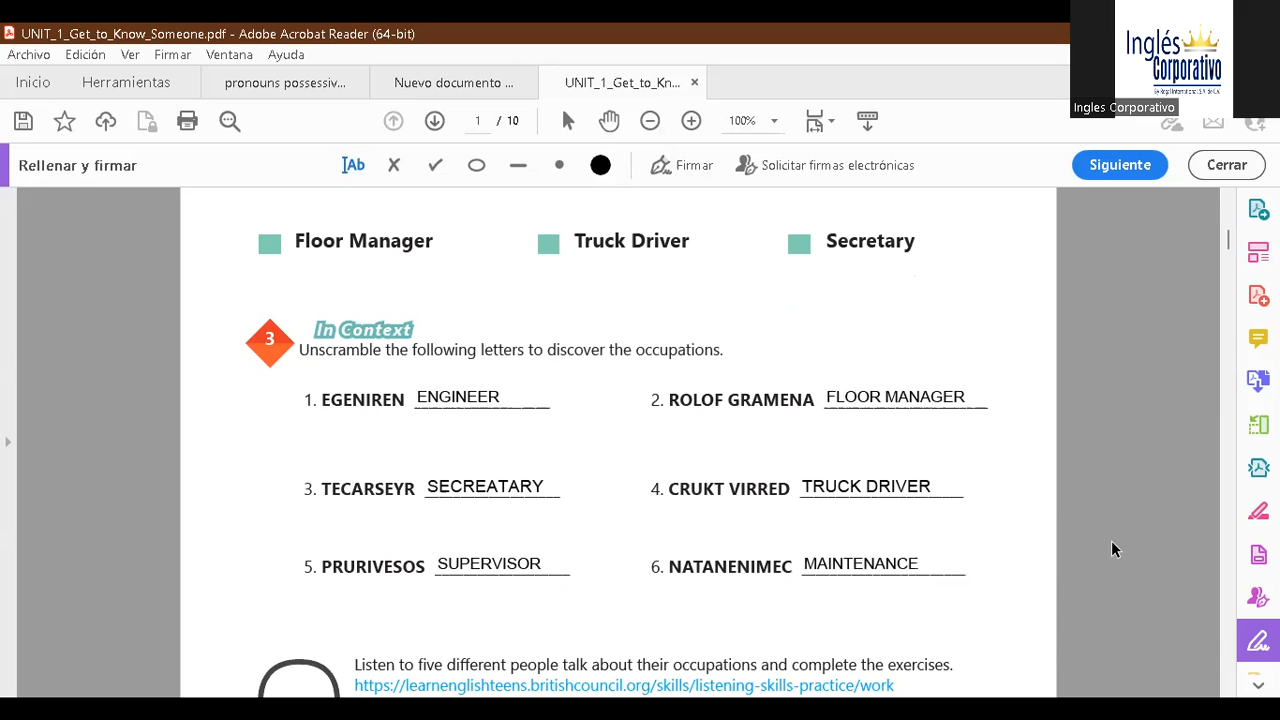 UNIT_1_Get_to_Know_Someone.pdf - Adobe Acrobat Reader (64-bit)
Archivo Edición Ver Firmar Ventana Ayuda
Inicio Herramientas pronouns possessiv... Nuevo documento ... UNIT_1_Get_to_Kn... ×
Inglés Corporativo
By Regal International, S.A. de C.V.
Ingles Corporativo
1 / 10 100%
Rellenar y firmar Ab Firmar Solicitar firmas electrónicas Siguiente Cerrar
Floor Manager Truck Driver Secretary
In Context
3 Unscramble the following letters to discover the occupations.
1. EGENIREN ENGINEER 2. ROLOF GRAMENA FLOOR MANAGER
3. TECARSEYR SECREATARY 4. CRUKT VIRRED TRUCK DRIVER
5. PRURIVESOS SUPERVISOR 6. NATANENIMEC MAINTENANCE
Listen to five different people talk about their occupations and complete the exercises.
https://learnenglishteens.britishcouncil.org/skills/listening-skills-practice/work